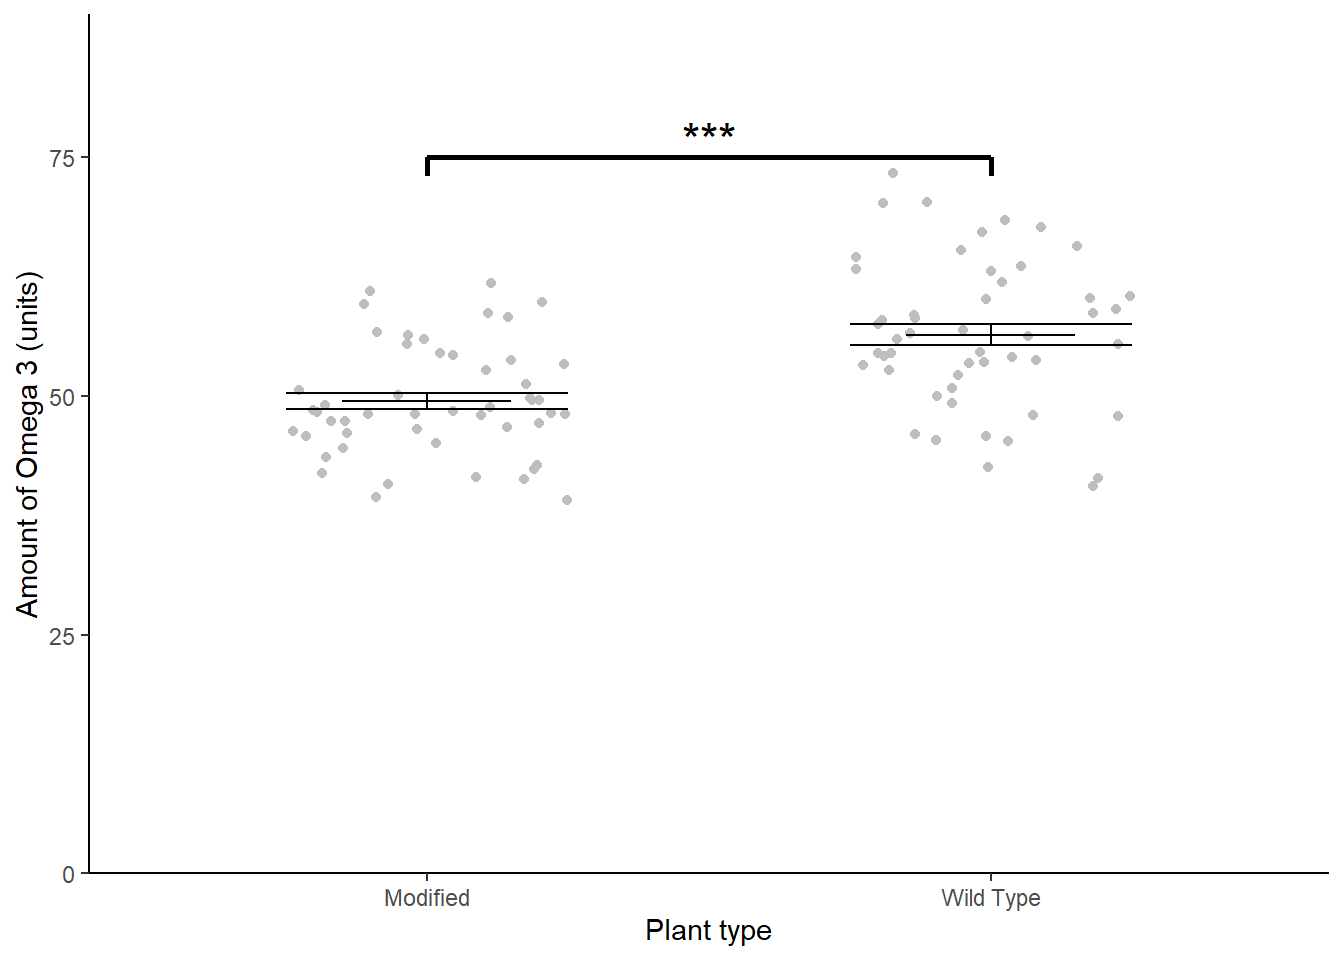 ***
75
50
25
0
Amount of Omega 3 (units)
Modified
Wild Type
Plant type